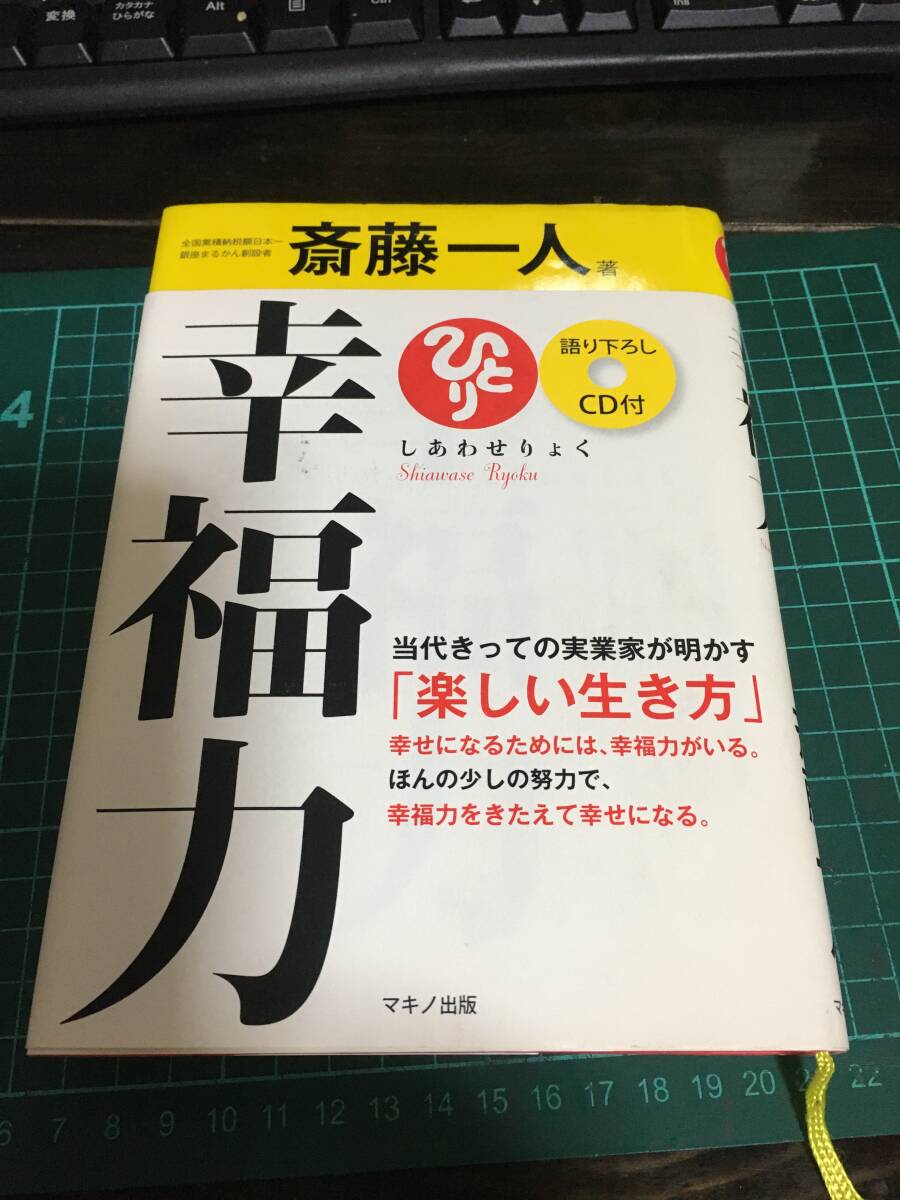 変換
カタカナ
ひらがな
Alt
Ctrl
Ins
全国累積納税額日本一
銀座まるかん創設者
斎藤一人 著
幸福力
ひとり
語り下ろし
CD付
しあわせりょく
Shiawase Ryoku
当代きっての実業家が明かす
「楽しい生き方」
幸せになるためには、幸福力がいる。
ほんの少しの努力で、
幸福力をきたえて幸せになる。
マキノ出版
4
6 7 8 9 10 11 12 13 14 15 16 17 18 19 20 21 22